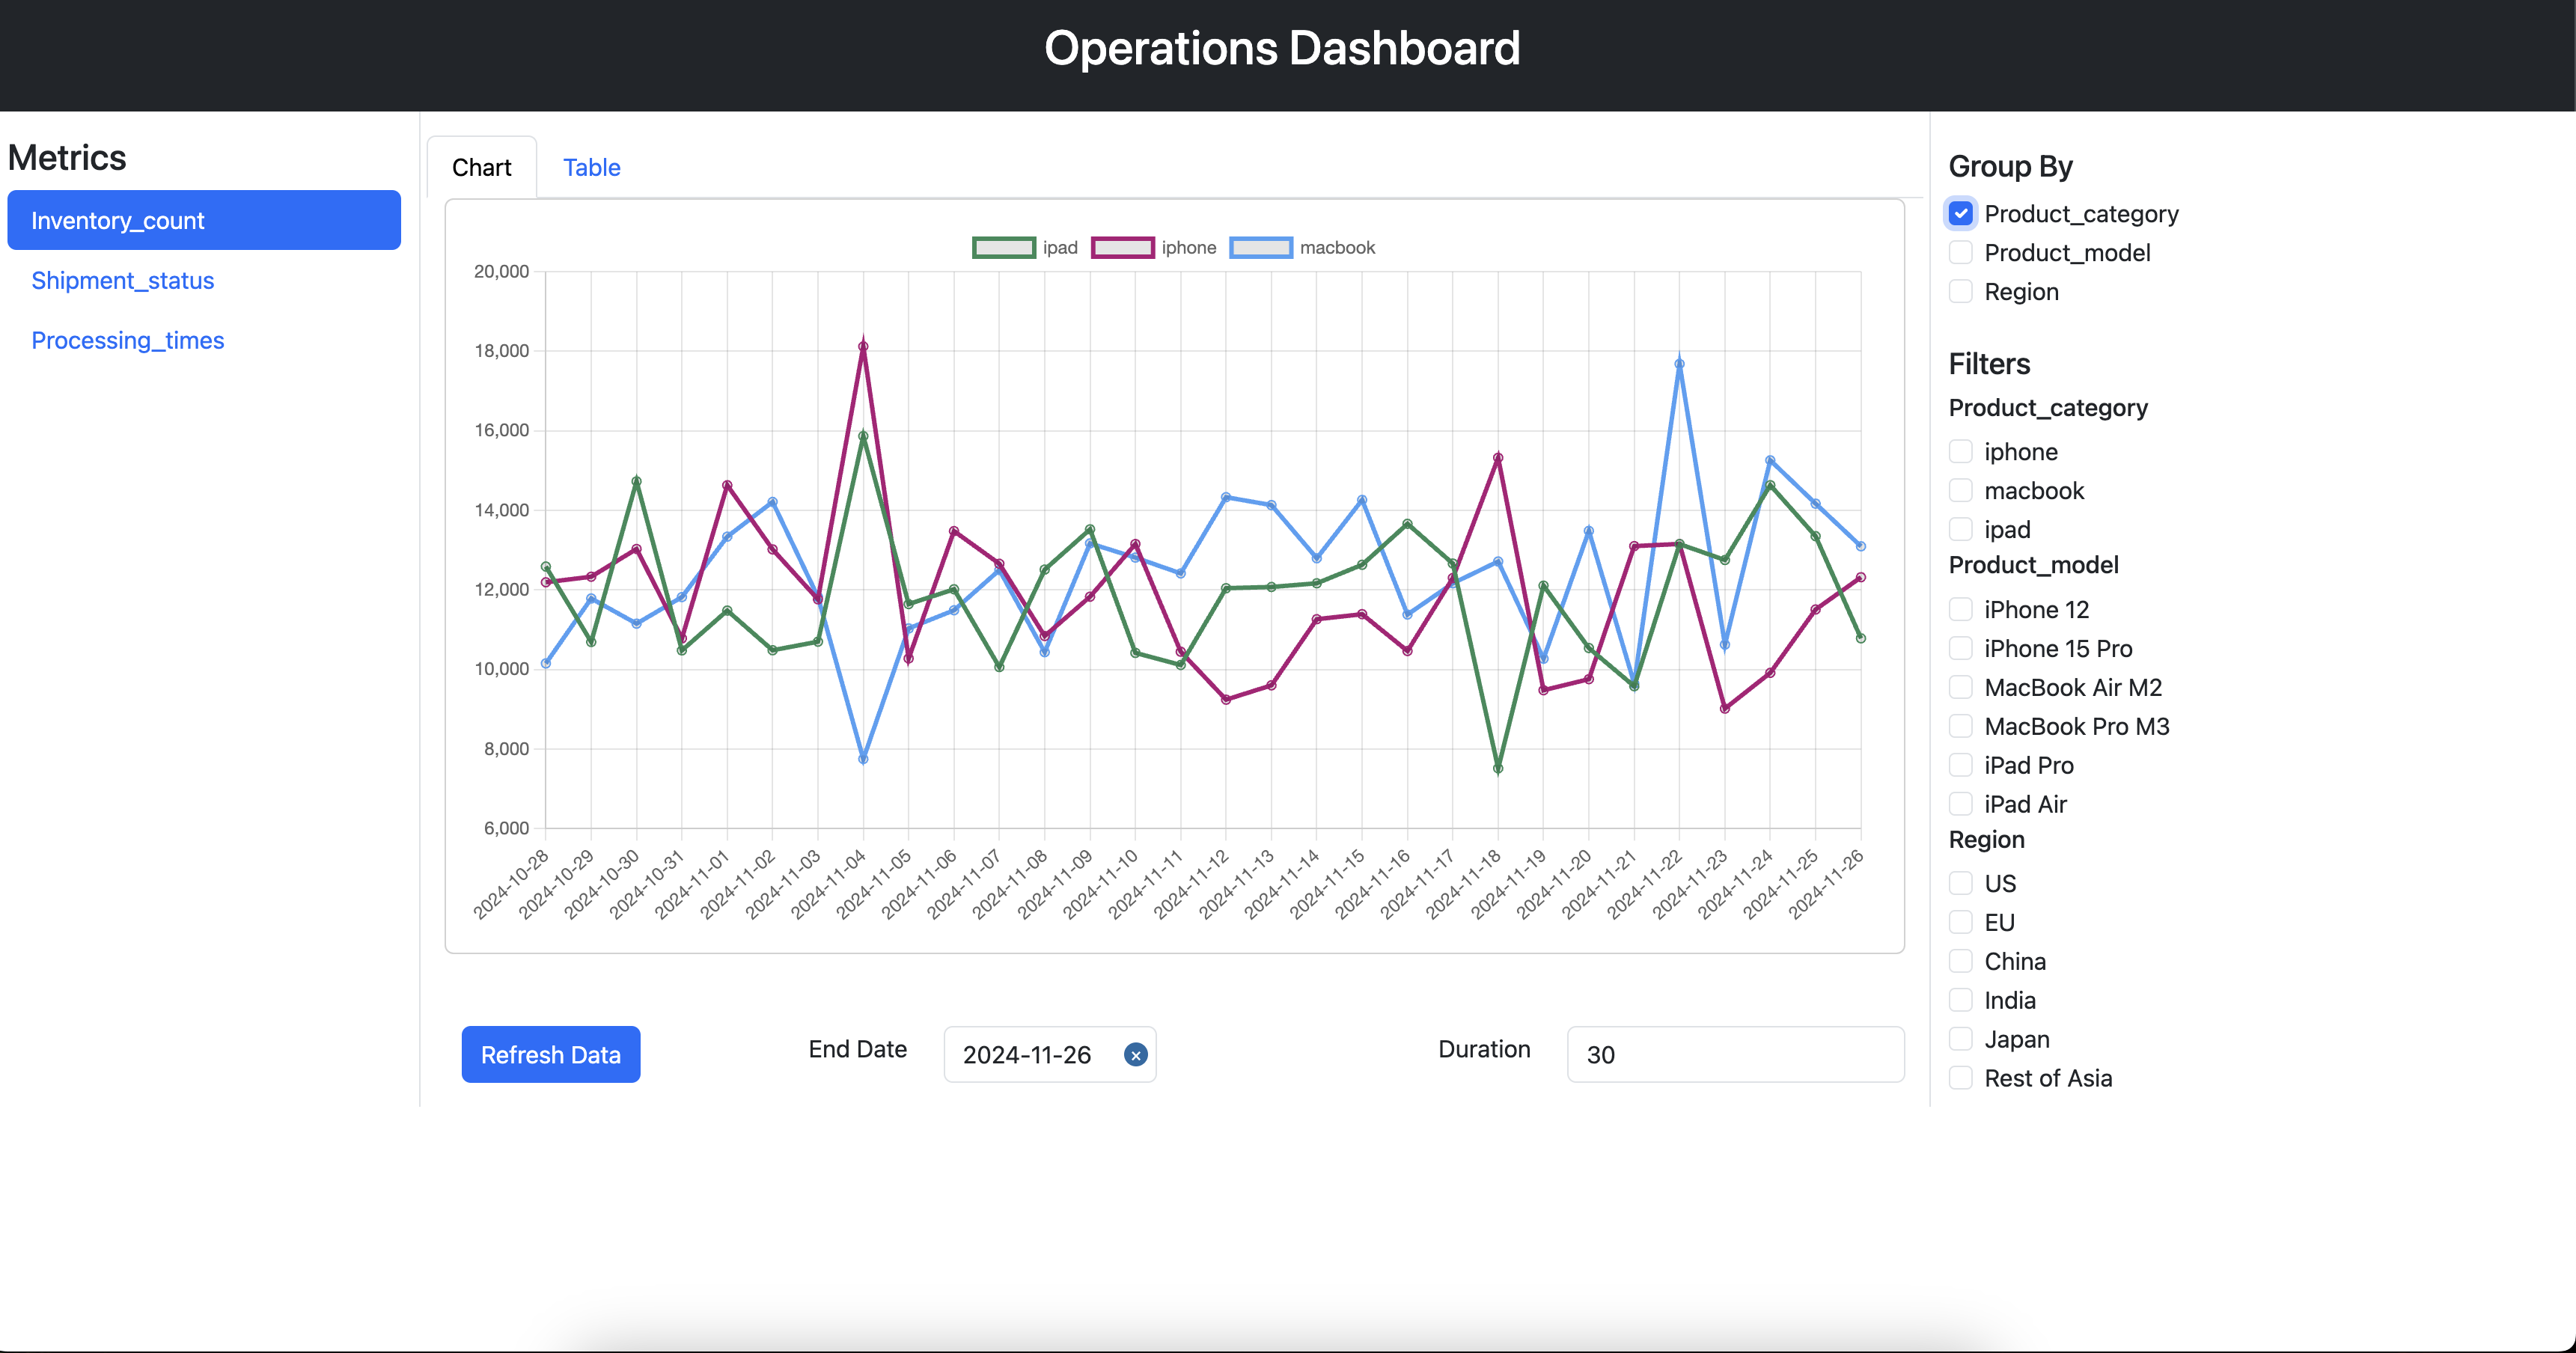 Operations Dashboard
Metrics
Inventory_count
Shipment_status
Processing_times
Chart Table
ipad iphone macbook
20,000
18,000
16,000
14,000
12,000
10,000
8,000
6,000
2024-10-28 2024-10-29 2024-10-30 2024-10-31 2024-11-01 2024-11-02 2024-11-03 2024-11-04 2024-11-05 2024-11-06 2024-11-07 2024-11-08 2024-11-09 2024-11-10 2024-11-11 2024-11-12 2024-11-13 2024-11-14 2024-11-15 2024-11-16 2024-11-17 2024-11-18 2024-11-19 2024-11-20 2024-11-21 2024-11-22 2024-11-23 2024-11-24 2024-11-25 2024-11-26
Refresh Data End Date 2024-11-26 Duration 30
Group By
Product_category
Product_model
Region
Filters
Product_category
iphone
macbook
ipad
Product_model
iPhone 12
iPhone 15 Pro
MacBook Air M2
MacBook Pro M3
iPad Pro
iPad Air
Region
US
EU
China
India
Japan
Rest of Asia